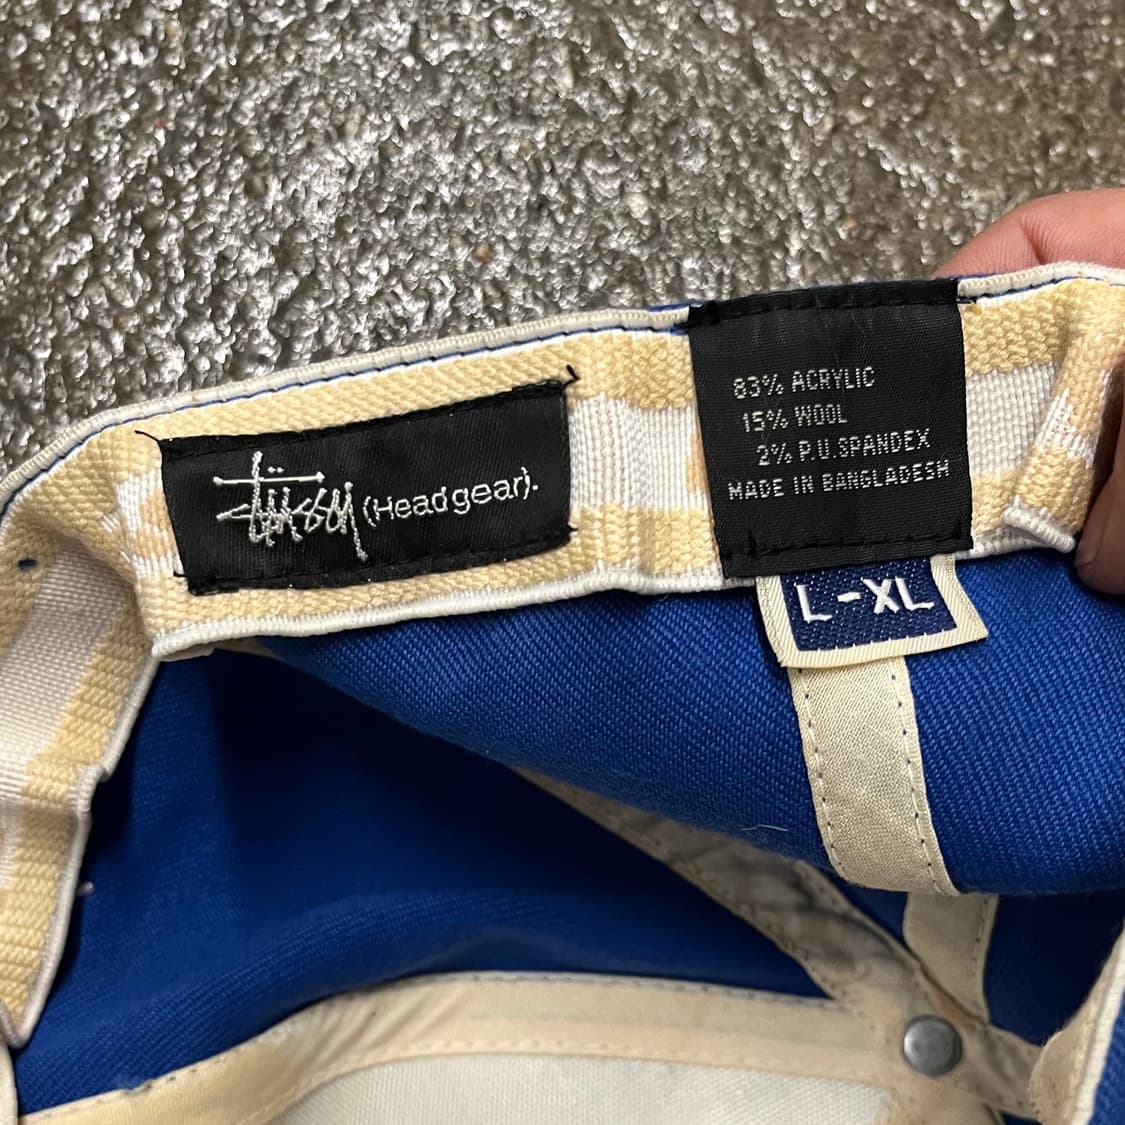 Stüssy (Headgear).
83% ACRYLIC
15% WOOL
2% P.U.SPANDEX
MADE IN BANGLADESH
L-XL